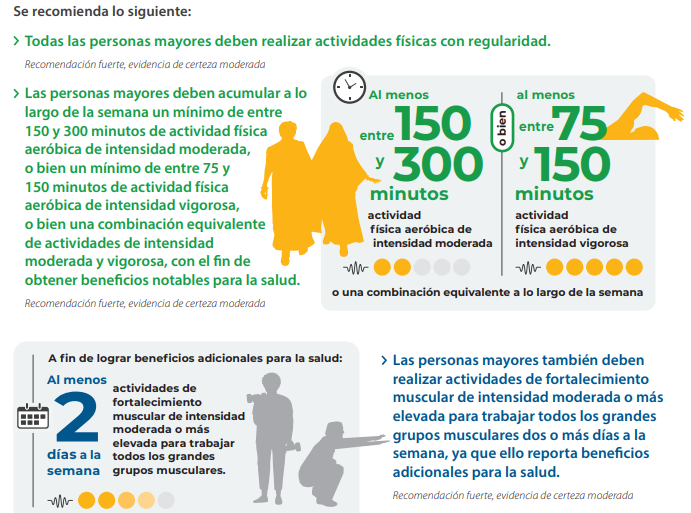 Se recomienda lo siguiente:
› Todas las personas mayores deben realizar actividades físicas con regularidad.
Recomendación fuerte, evidencia de certeza moderada
› Las personas mayores deben acumular a lo
largo de la semana un mínimo de entre
150 y 300 minutos de actividad física
aeróbica de intensidad moderada,
o bien un mínimo de entre 75 y
150 minutos de actividad física
aeróbica de intensidad vigorosa,
o bien una combinación equivalente
de actividades de intensidad
moderada y vigorosa, con el fin de
obtener beneficios notables para la salud.
Recomendación fuerte, evidencia de certeza moderada
Al menos
entre 150
y 300
minutos
actividad
física aeróbica de
intensidad moderada
o bien
al menos
entre 75
y 150
minutos
actividad
física aeróbica de
intensidad vigorosa
o una combinación equivalente a lo largo de la semana
A fin de lograr beneficios adicionales para la salud:
Al menos
2
días a la
semana
actividades de
fortalecimiento
muscular de intensidad
moderada o más
elevada para trabajar
todos los grandes
grupos musculares.
› Las personas mayores también deben
realizar actividades de fortalecimiento
muscular de intensidad moderada o más
elevada para trabajar todos los grandes
grupos musculares dos o más días a la
semana, ya que ello reporta beneficios
adicionales para la salud.
Recomendación fuerte, evidencia de certeza moderada